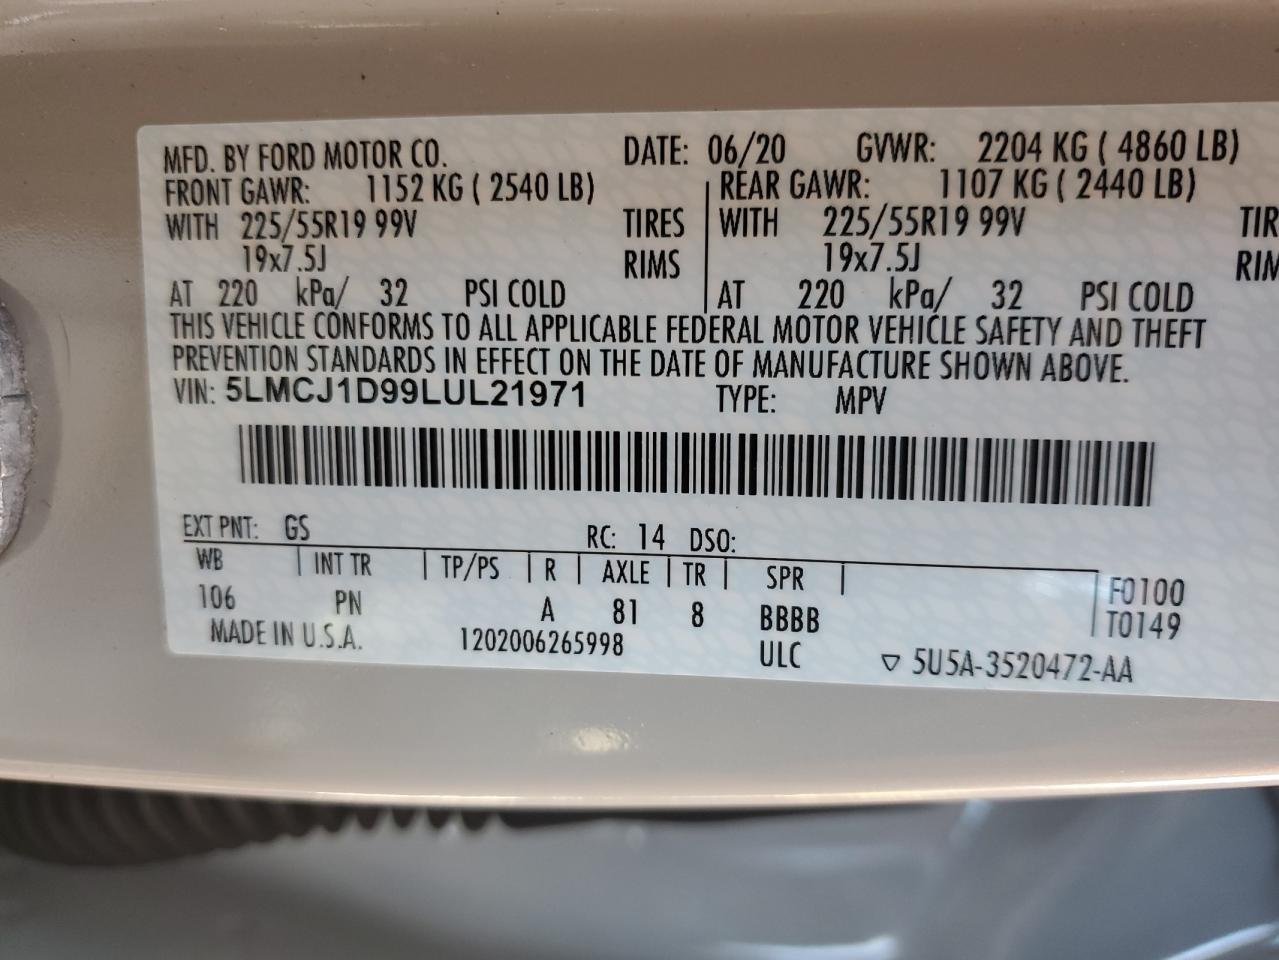 MFD. BY FORD MOTOR CO. DATE: 06/20 GVWR: 2204 KG ( 4860 LB)
FRONT GAWR: 1152 KG ( 2540 LB) REAR GAWR: 1107 KG ( 2440 LB)
WITH 225/55R19 99V TIRES WITH 225/55R19 99V TIR
19x7.5J RIMS 19x7.5J RIM
AT 220 kPa/ 32 PSI COLD AT 220 kPa/ 32 PSI COLD
THIS VEHICLE CONFORMS TO ALL APPLICABLE FEDERAL MOTOR VEHICLE SAFETY AND THEFT
PREVENTION STANDARDS IN EFFECT ON THE DATE OF MANUFACTURE SHOWN ABOVE.
VIN: 5LMCJ1D99LUL21971 TYPE: MPV
EXT PNT: GS RC: 14 DSO:
WB INT TR TP/PS R AXLE TR SPR F0100
106 PN A 81 8 BBBB T0149
MADE IN U.S.A. 1202006265998 ULC ▽ 5U5A-3520472-AA